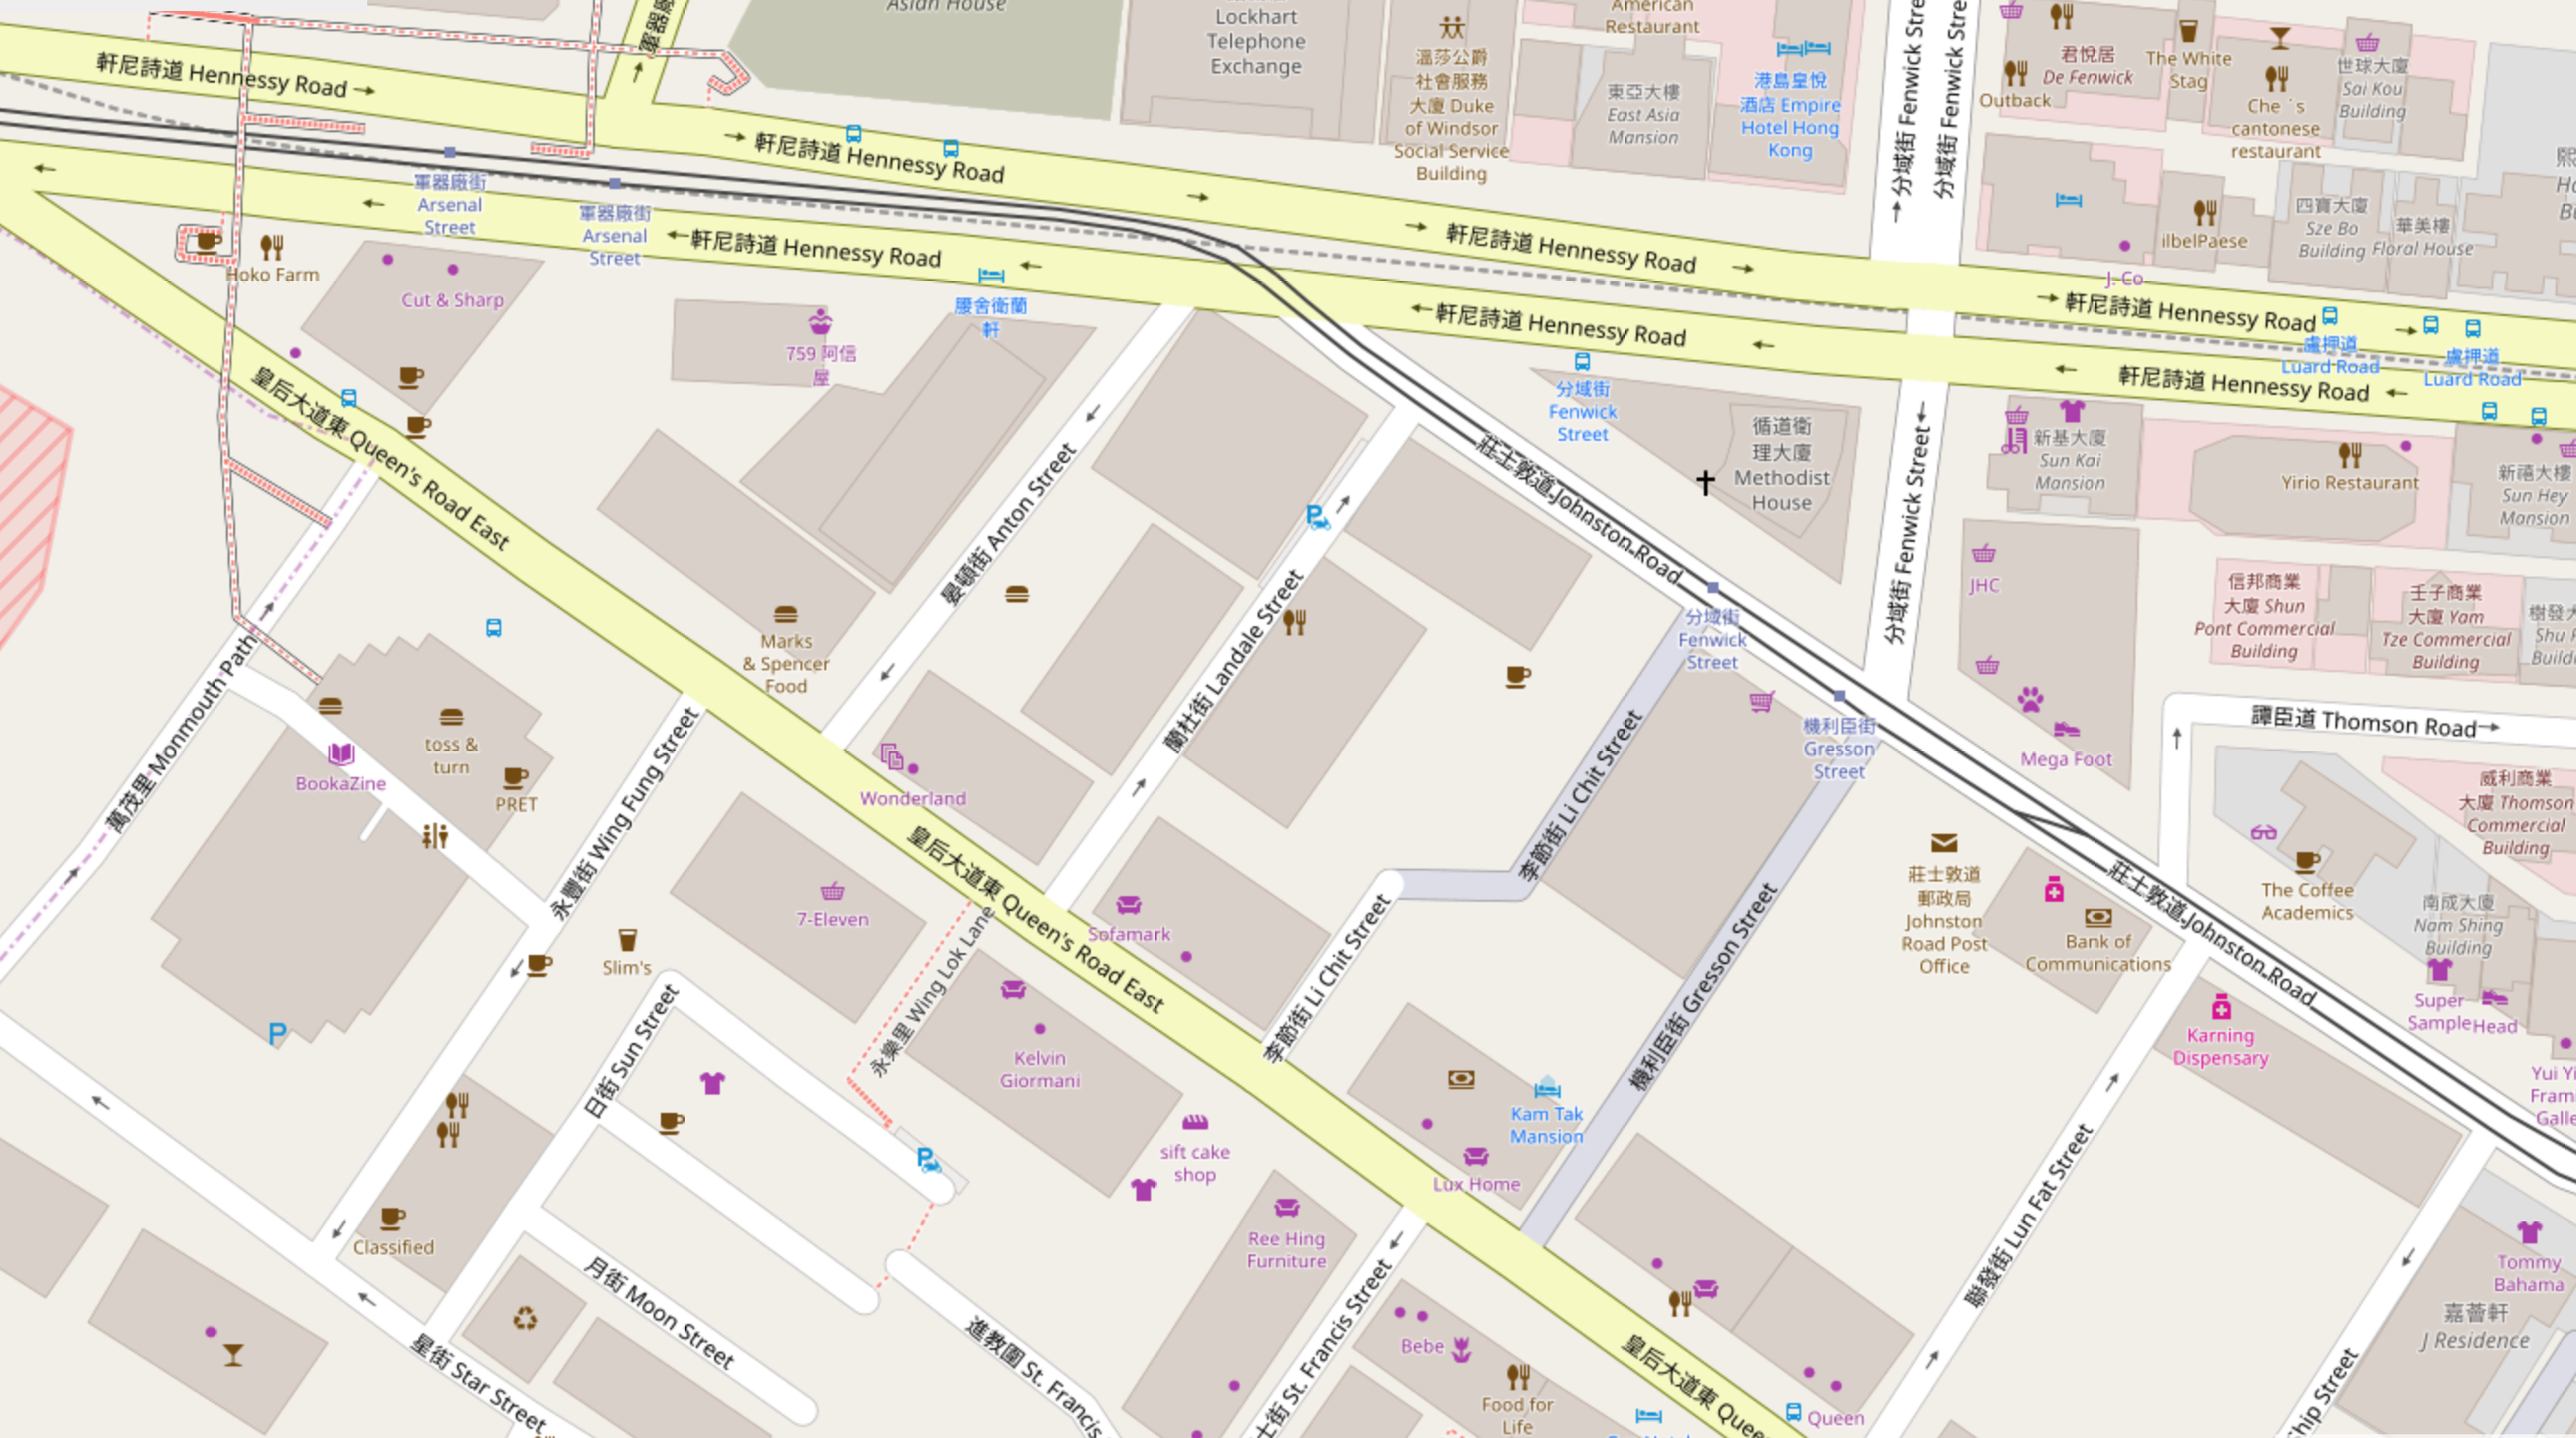 Asian House
Lockhart
Telephone
Exchange
溫莎公爵
社會服務
大廈 Duke
of Windsor
Social Service
Building
American
Restaurant
東亞大樓
East Asia
Mansion
港島皇悅
酒店 Empire
Hotel Hong
Kong
分域街 Fenwick Stre
分域街 Fenwick Stre
君悅居
De Fenwick
Outback
The White
Stag
Che ´s
cantonese
restaurant
世球大廈
Sai Kou
Building
ilbelPaese
四寶大廈
Sze Bo
Building
華美樓
Floral House
J. Co
軒尼詩道 Hennessy Road
軒尼詩道 Hennessy Road
軒尼詩道 Hennessy Road
軒尼詩道 Hennessy Road
軒尼詩道 Hennessy Road
軒尼詩道 Hennessy Road
軒尼詩道 Hennessy Road
盧押道
Luard Road
盧押道
Luard Road
軍器廠街
Arsenal
Street
軍器廠街
Arsenal
Street
Hoko Farm
Cut & Sharp
759 阿信
屋
腰舍衛蘭
軒
分域街
Fenwick
Street
循道衛
理大廈
Methodist
House
分域街 Fenwick Street
新基大廈
Sun Kai
Mansion
Yirio Restaurant
新禧大樓
Sun Hey
Mansion
皇后大道東 Queen's Road East
晏頓街 Anton Street
莊士敦道 Johnston Road
JHC
信邦商業
大廈 Shun
Pont Commercial
Building
壬子商業
大廈 Yam
Tze Commercial
Building
萬茂里 Monmouth Path
Marks
& Spencer
Food
蘭杜街 Landale Street
分域街
Fenwick
Street
機利臣街
Gresson
Street
Mega Foot
譚臣道 Thomson Road
toss &
turn
BookaZine
PRET
永豐街 Wing Fung Street
Wonderland
李節街 Li Chit Street
威利商業
大廈 Thomson
Commercial
Building
7-Eleven
皇后大道東 Queen's Road East
Sofamark
莊士敦道
郵政局
Johnston
Road Post
Office
Bank of
Communications
莊士敦道 Johnston Road
The Coffee
Academics
南成大廈
Nam Shing
Building
Slim's
永樂里 Wing Lok Lane
李節街 Li Chit Street
機利臣街 Gresson Street
Super
Sample
Head
日街 Sun Street
Kelvin
Giormani
Karning
Dispensary
Kam Tak
Mansion
sift cake
shop
Lux Home
聯發街 Lun Fat Street
Classified
Ree Hing
Furniture
Tommy
Bahama
嘉薈軒
J Residence
月街 Moon Street
星街 Star Street
進教圍 St. Francis
士街 St. Francis Street
Bebe
Food for
Life
皇后大道東 Quee
Queen
hip Street